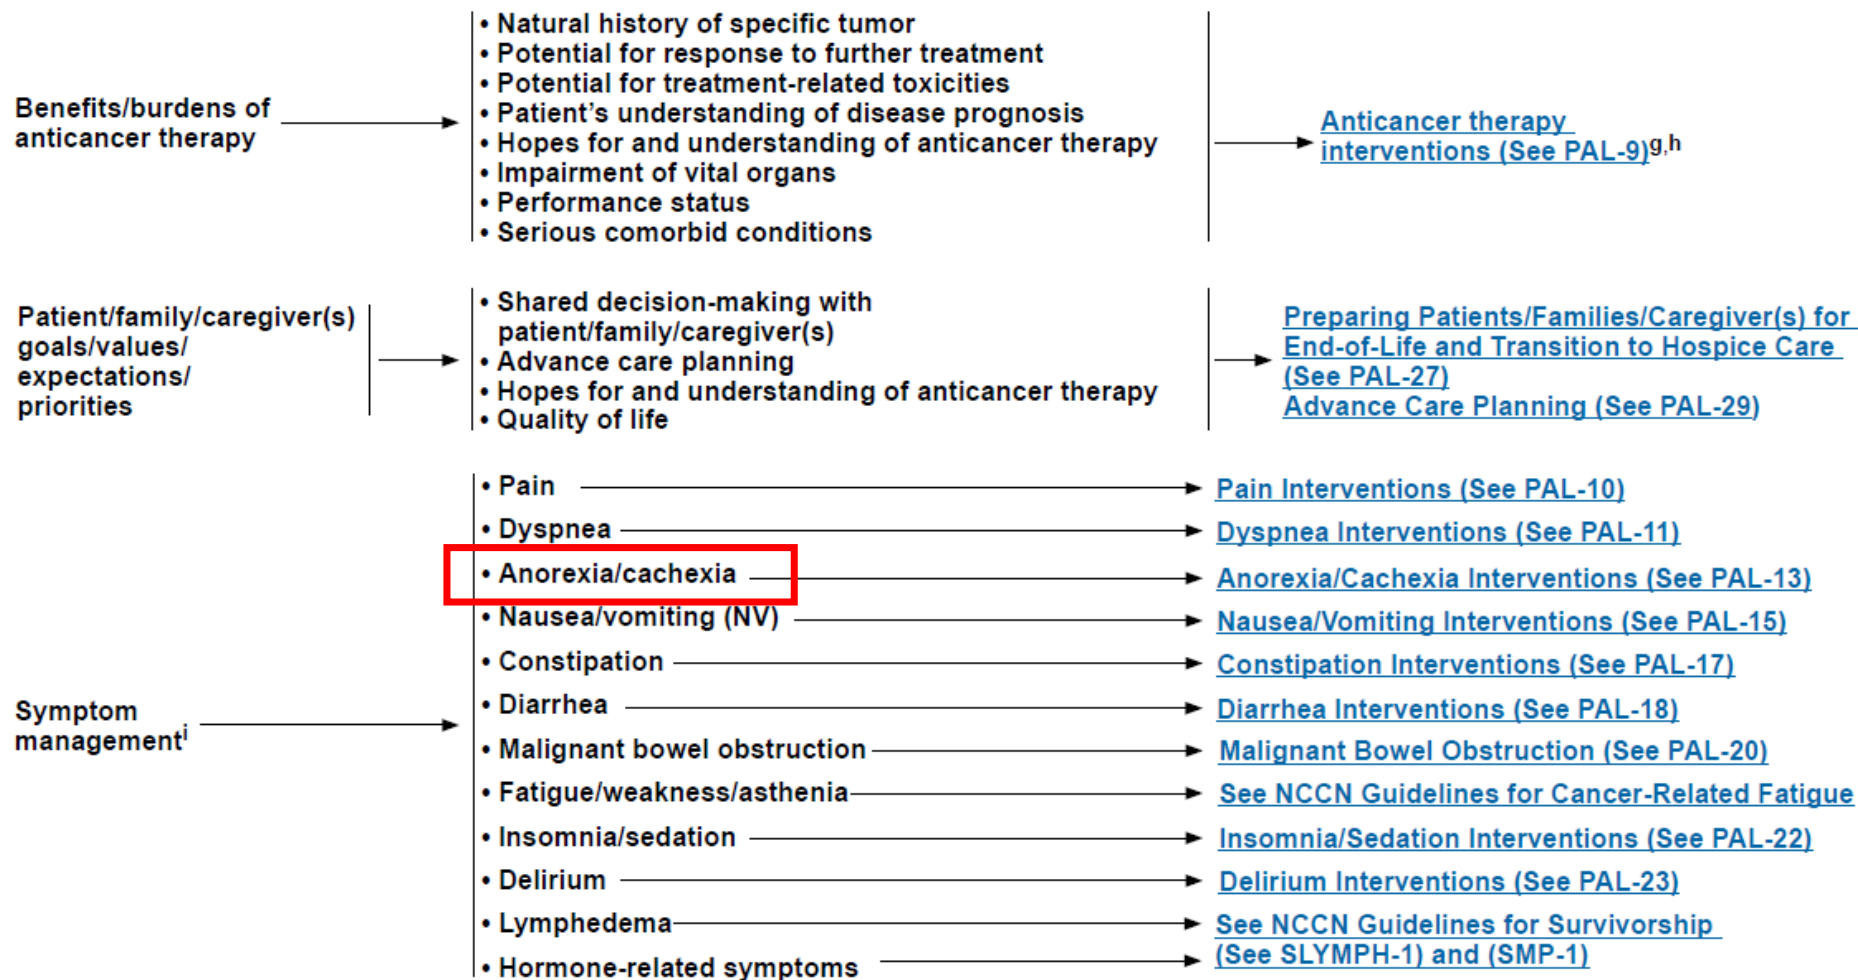 Benefits/burdens of
anticancer therapy
• Natural history of specific tumor
• Potential for response to further treatment
• Potential for treatment-related toxicities
• Patient's understanding of disease prognosis
• Hopes for and understanding of anticancer therapy
• Impairment of vital organs
• Performance status
• Serious comorbid conditions
Anticancer therapy
interventions (See PAL-9)g,h
Patient/family/caregiver(s)
goals/values/
expectations/
priorities
• Shared decision-making with
patient/family/caregiver(s)
• Advance care planning
• Hopes for and understanding of anticancer therapy
• Quality of life
Preparing Patients/Families/Caregiver(s) for
End-of-Life and Transition to Hospice Care
(See PAL-27)
Advance Care Planning (See PAL-29)
Symptom
managementi
• Pain
Pain Interventions (See PAL-10)
• Dyspnea
Dyspnea Interventions (See PAL-11)
• Anorexia/cachexia
Anorexia/Cachexia Interventions (See PAL-13)
• Nausea/vomiting (NV)
Nausea/Vomiting Interventions (See PAL-15)
• Constipation
Constipation Interventions (See PAL-17)
• Diarrhea
Diarrhea Interventions (See PAL-18)
• Malignant bowel obstruction
Malignant Bowel Obstruction (See PAL-20)
• Fatigue/weakness/asthenia
See NCCN Guidelines for Cancer-Related Fatigue
• Insomnia/sedation
Insomnia/Sedation Interventions (See PAL-22)
• Delirium
Delirium Interventions (See PAL-23)
• Lymphedema
See NCCN Guidelines for Survivorship
(See SLYMPH-1) and (SMP-1)
• Hormone-related symptoms